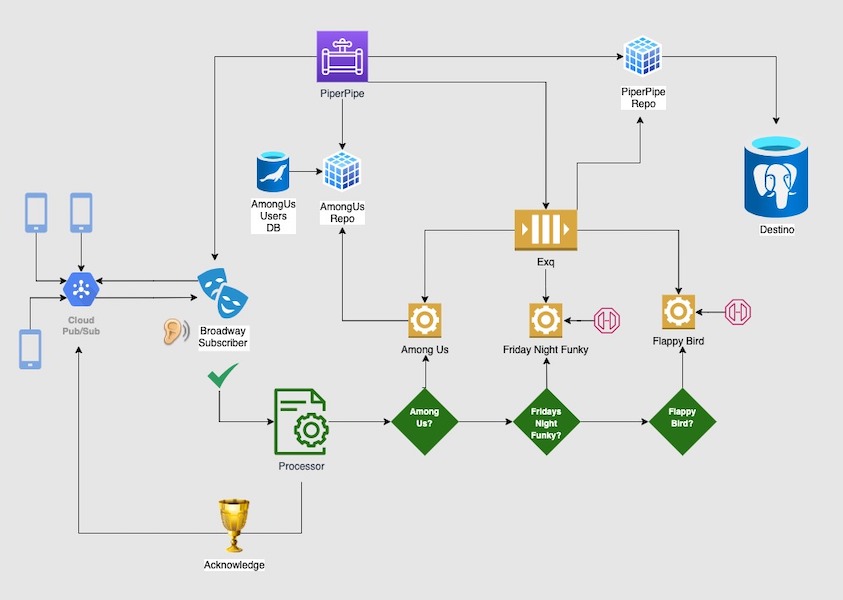 PiperPipe
PiperPipe
Repo
AmongUs
Users
DB
AmongUs
Repo
Destino
Exq
Cloud
Pub/Sub
Broadway
Subscriber
Among Us
Friday Night Funky
Flappy Bird
Among
Us?
Fridays
Night
Funky?
Flappy
Bird?
Processor
Acknowledge